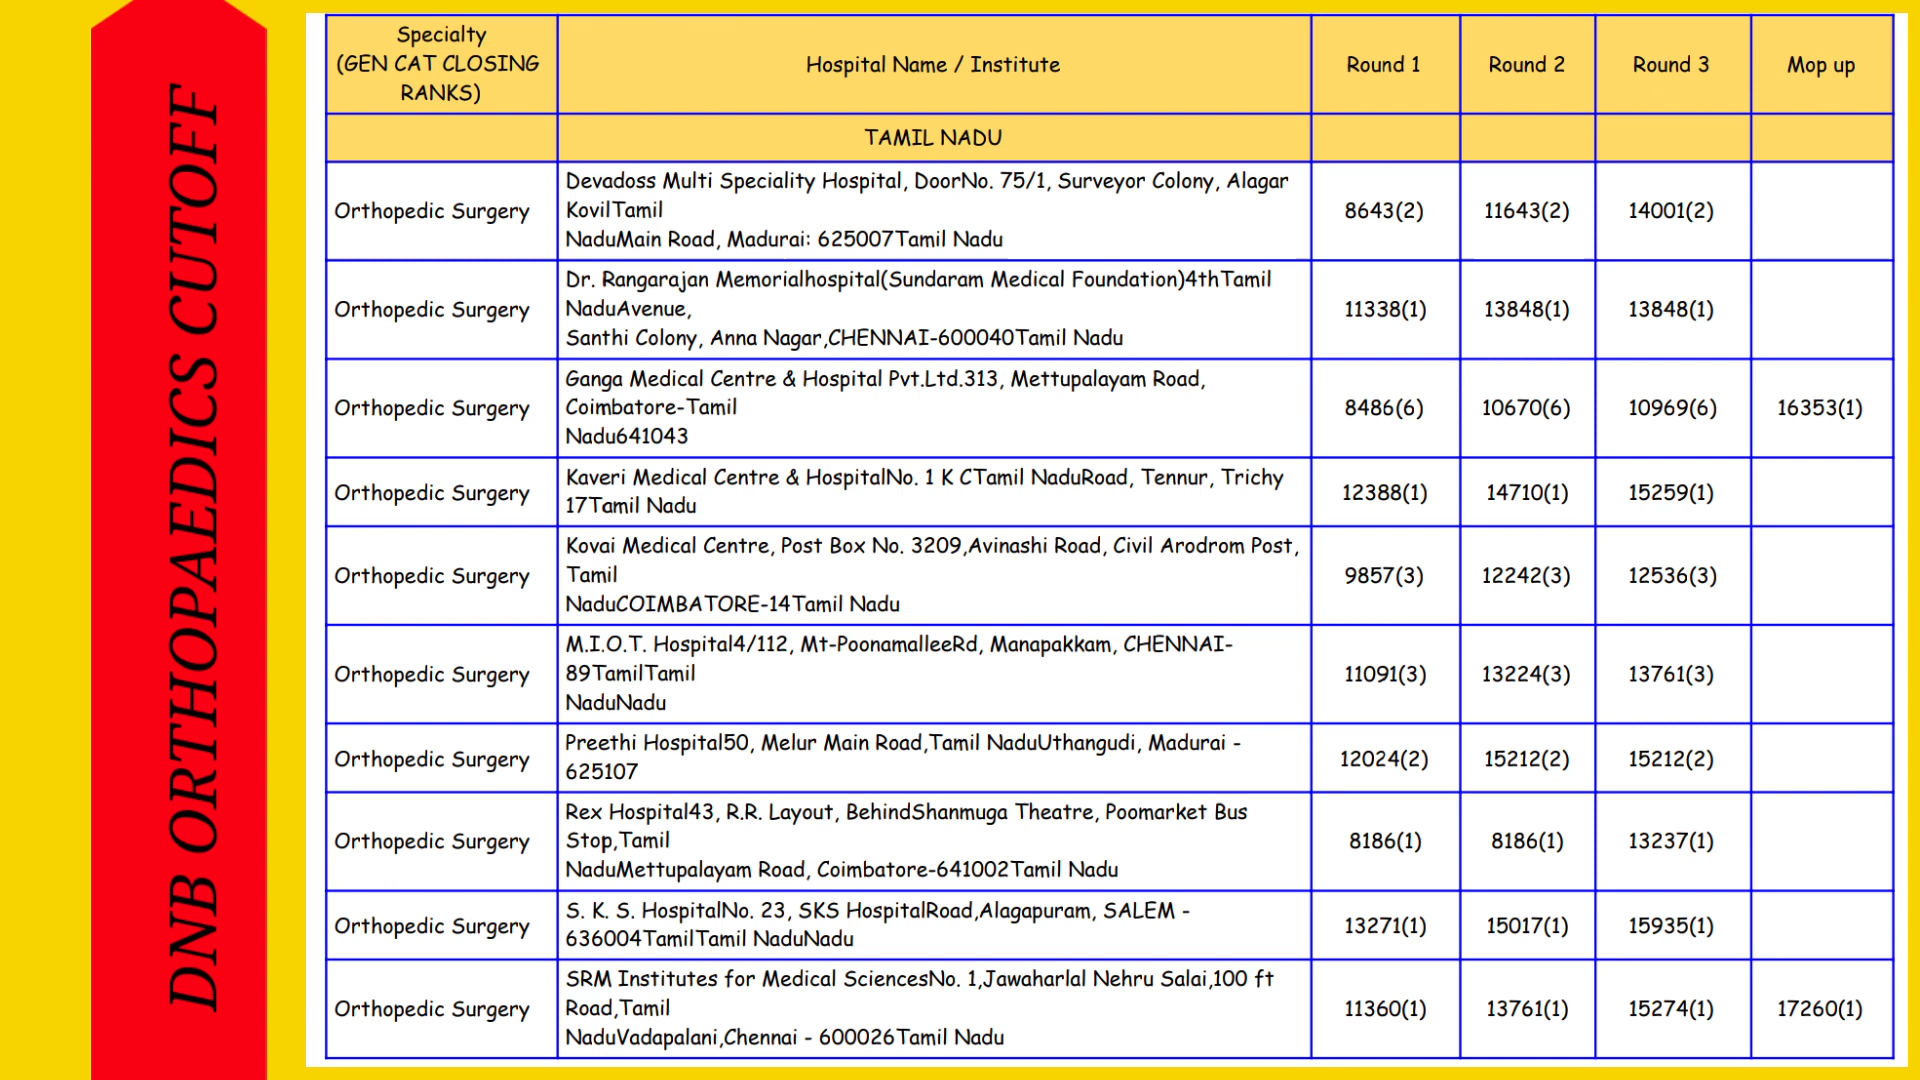 DNB ORTHOPAEDICS CUTOFF
Specialty
(GEN CAT CLOSING
RANKS)
Hospital Name / Institute
Round 1
Round 2
Round 3
Mop up
TAMIL NADU
Orthopedic Surgery
Devadoss Multi Speciality Hospital, DoorNo. 75/1, Surveyor Colony, Alagar
KovilTamil
NaduMain Road, Madurai: 625007Tamil Nadu
8643(2)
11643(2)
14001(2)
Orthopedic Surgery
Dr. Rangarajan Memorialhospital(Sundaram Medical Foundation)4thTamil
NaduAvenue,
Santhi Colony, Anna Nagar,CHENNAI-600040Tamil Nadu
11338(1)
13848(1)
13848(1)
Orthopedic Surgery
Ganga Medical Centre & Hospital Pvt.Ltd.313, Mettupalayam Road,
Coimbatore-Tamil
Nadu641043
8486(6)
10670(6)
10969(6)
16353(1)
Orthopedic Surgery
Kaveri Medical Centre & HospitalNo. 1 K CTamil NaduRoad, Tennur, Trichy
17Tamil Nadu
12388(1)
14710(1)
15259(1)
Orthopedic Surgery
Kovai Medical Centre, Post Box No. 3209,Avinashi Road, Civil Arodrom Post,
Tamil
NaduCOIMBATORE-14Tamil Nadu
9857(3)
12242(3)
12536(3)
Orthopedic Surgery
M.I.O.T. Hospital4/112, Mt-PoonamalleeRd, Manapakkam, CHENNAI-
89TamilTamil
NaduNadu
11091(3)
13224(3)
13761(3)
Orthopedic Surgery
Preethi Hospital50, Melur Main Road,Tamil NaduUthangudi, Madurai -
625107
12024(2)
15212(2)
15212(2)
Orthopedic Surgery
Rex Hospital43, R.R. Layout, BehindShanmuga Theatre, Poomarket Bus
Stop,Tamil
NaduMettupalayam Road, Coimbatore-641002Tamil Nadu
8186(1)
8186(1)
13237(1)
Orthopedic Surgery
S. K. S. HospitalNo. 23, SKS HospitalRoad,Alagapuram, SALEM -
636004TamilTamil NaduNadu
13271(1)
15017(1)
15935(1)
Orthopedic Surgery
SRM Institutes for Medical SciencesNo. 1,Jawaharlal Nehru Salai,100 ft
Road,Tamil
NaduVadapalani,Chennai - 600026Tamil Nadu
11360(1)
13761(1)
15274(1)
17260(1)